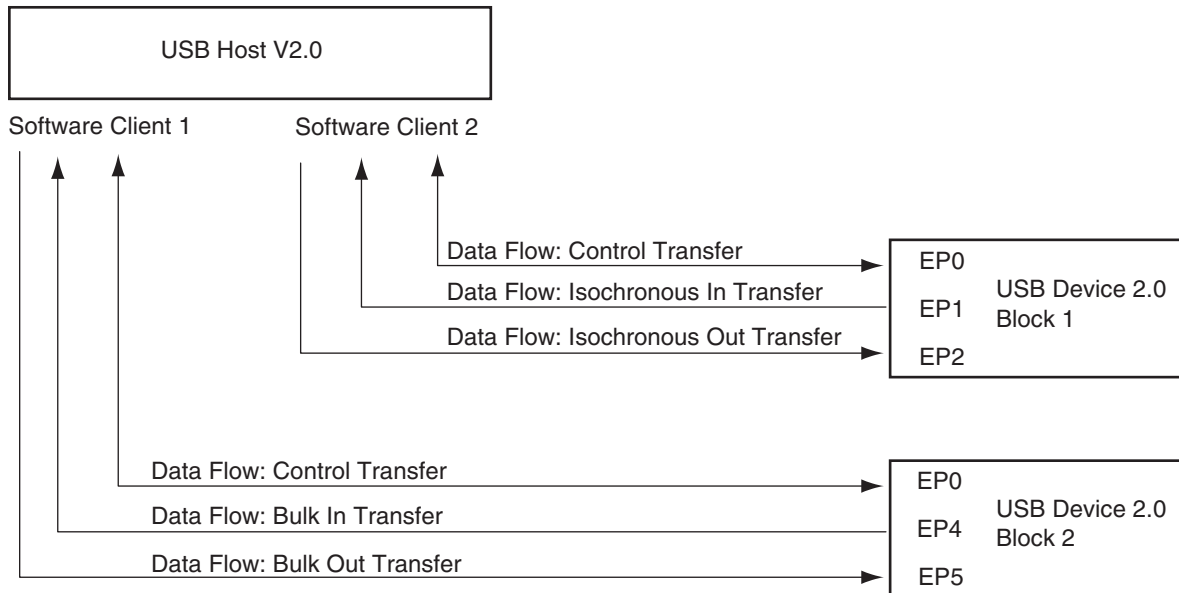 USB Host V2.0
Software Client 1
Software Client 2
Data Flow: Control Transfer
Data Flow: Isochronous In Transfer
Data Flow: Isochronous Out Transfer
EP0
EP1
EP2
USB Device 2.0
Block 1
Data Flow: Control Transfer
Data Flow: Bulk In Transfer
Data Flow: Bulk Out Transfer
EP0
EP4
EP5
USB Device 2.0
Block 2